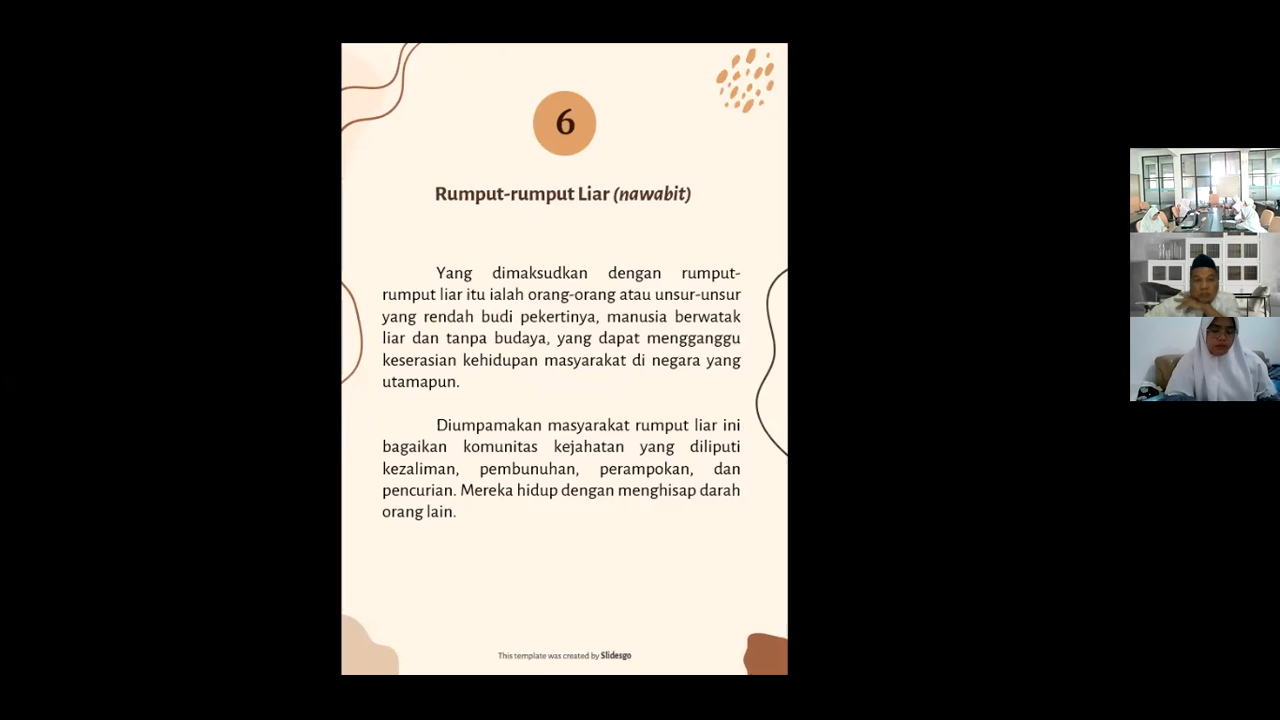 6
Rumput-rumput Liar (nawabit)
Yang dimaksudkan dengan rumput-
rumput liar itu ialah orang-orang atau unsur-unsur
yang rendah budi pekertinya, manusia berwatak
liar dan tanpa budaya, yang dapat mengganggu
keserasian kehidupan masyarakat di negara yang
utamapun.
Diumpamakan masyarakat rumput liar ini
bagaikan komunitas kejahatan yang diliputi
kezaliman, pembunuhan, perampokan, dan
pencurian. Mereka hidup dengan menghisap darah
orang lain.
This template was created by Slidesgo